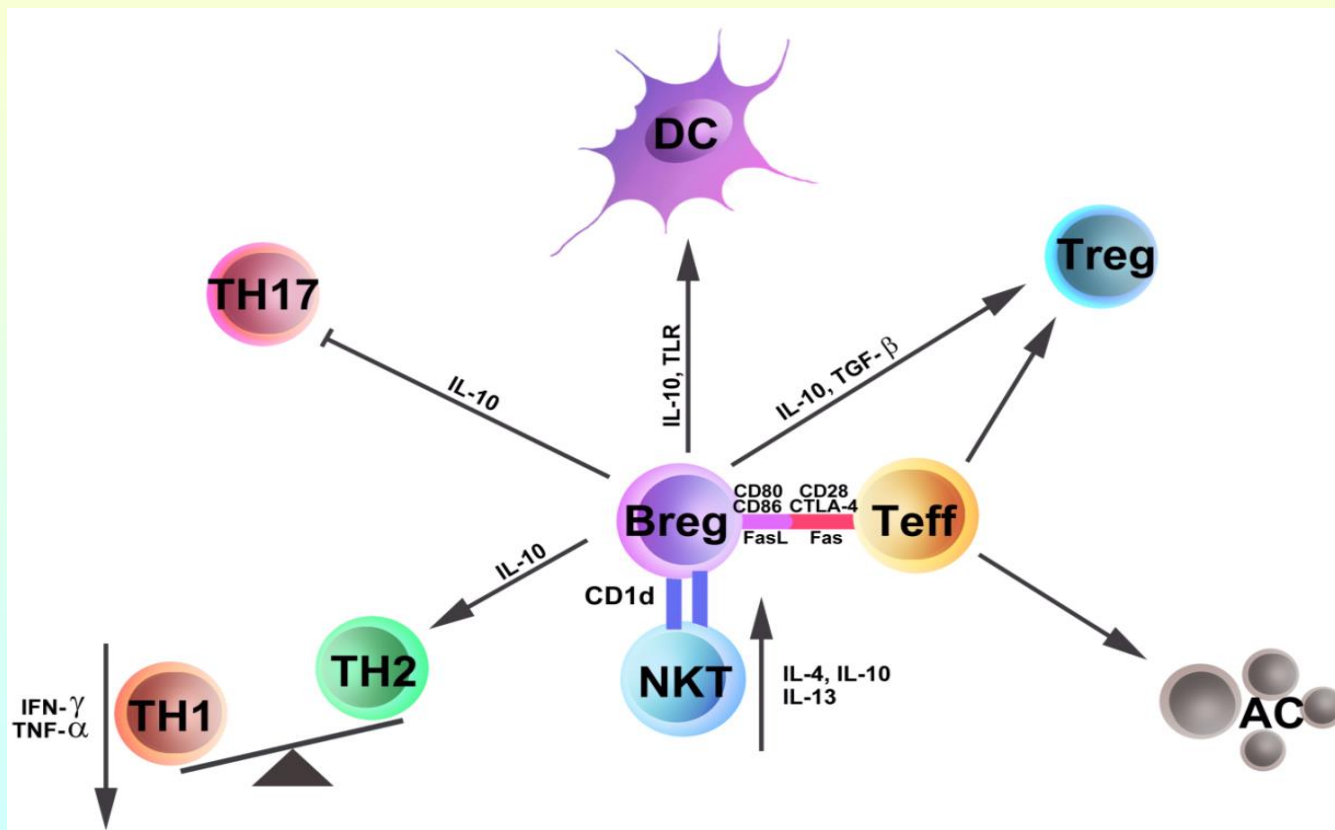 DC
Treg
TH17
IL-10
IL-10, TLR
IL-10, TGF- β
CD80
CD86
CD28
CTLA-4
Breg
Teff
FasL
Fas
IL-10
CD1d
TH2
NKT
IL-4, IL-10
IL-13
IFN- γ
TNF- α
TH1
AC